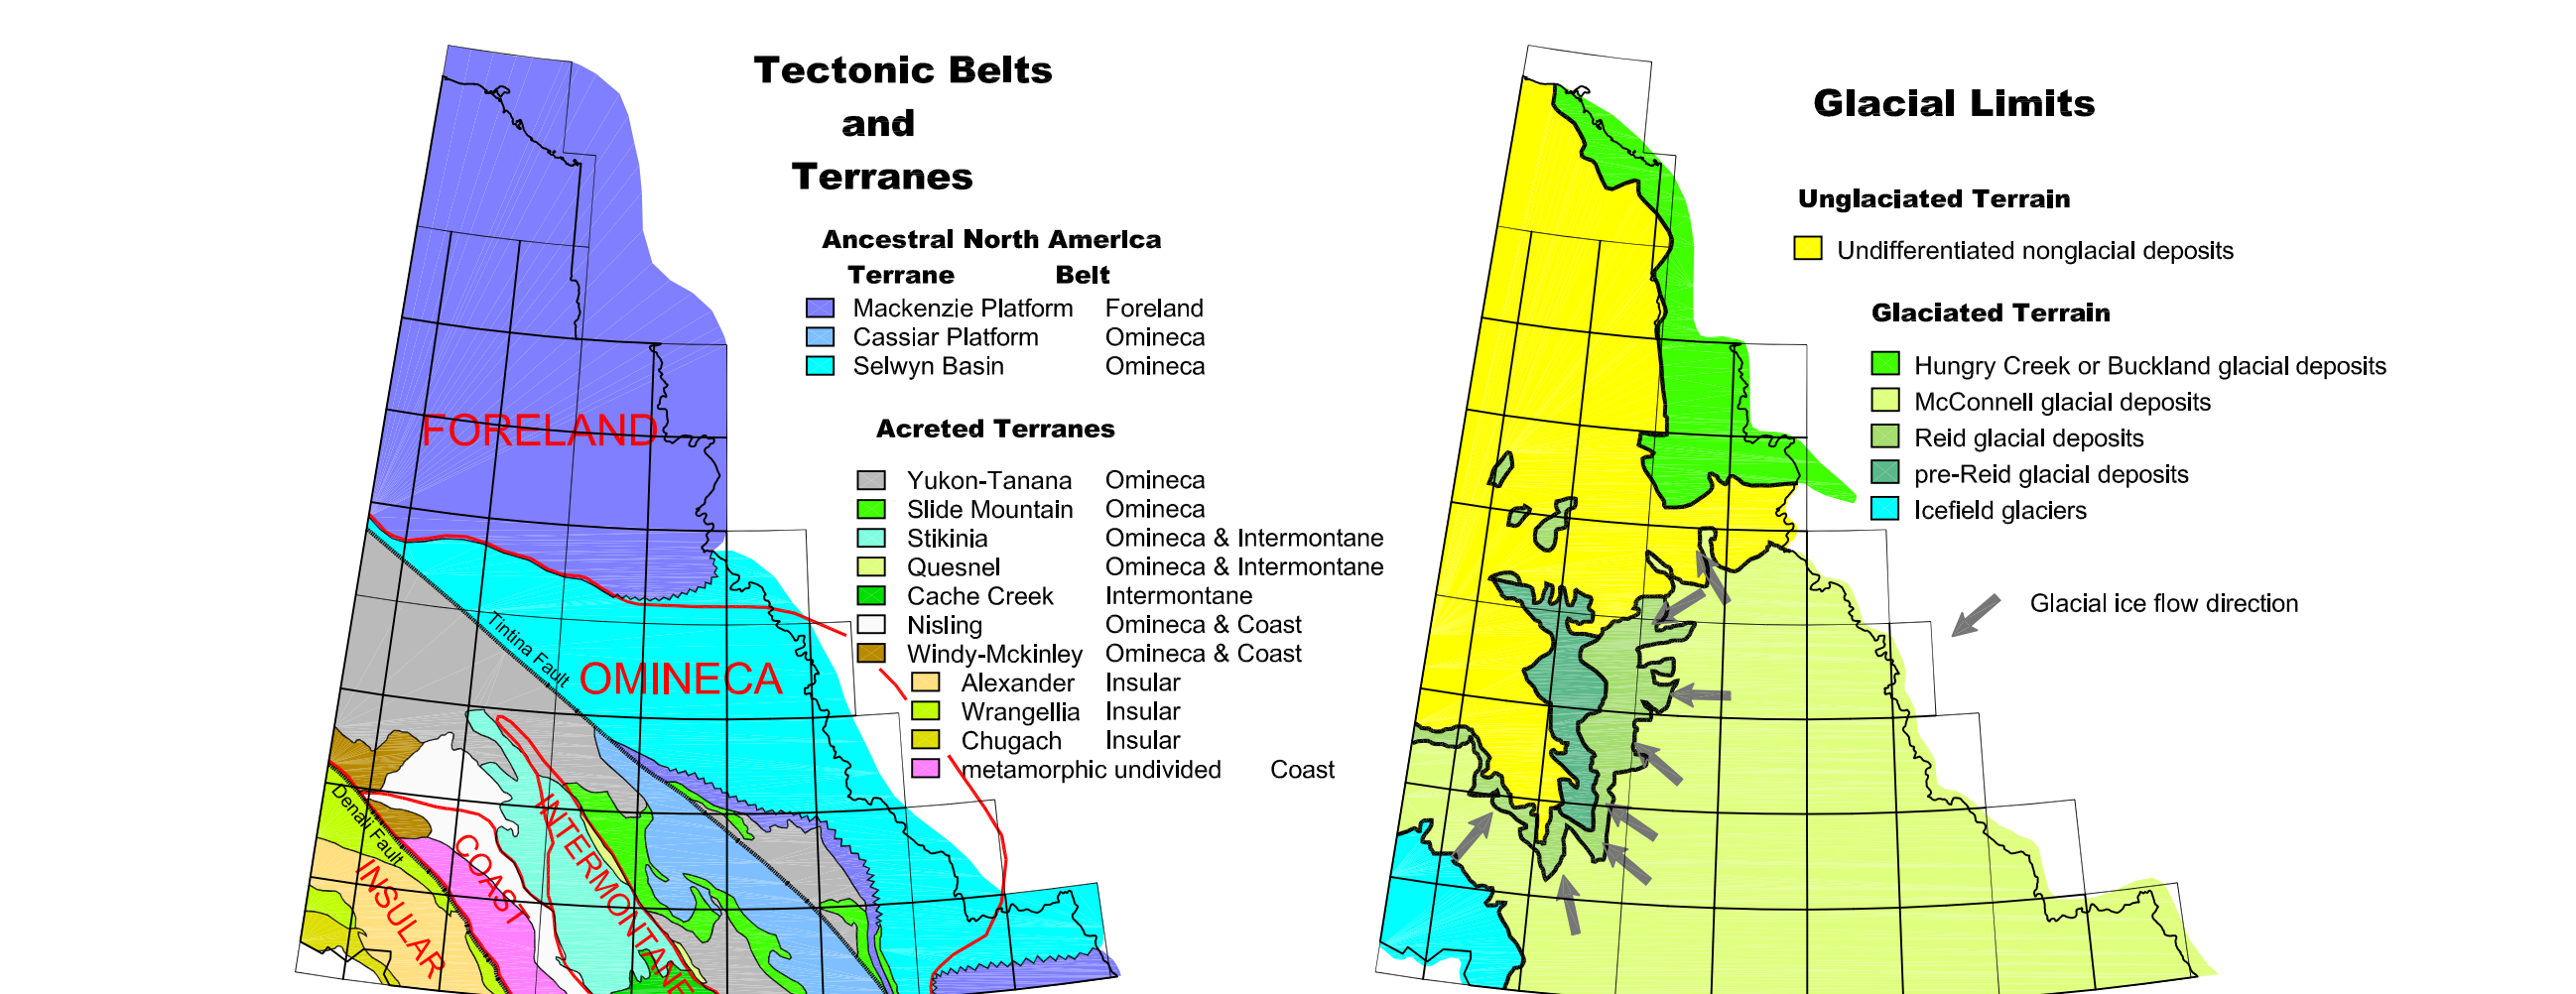 Tectonic Belts
and
Terranes
Ancestral North America
Terrane Belt
Mackenzie Platform Foreland
Cassiar Platform Omineca
Selwyn Basin Omineca
Acreted Terranes
Yukon-Tanana Omineca
Slide Mountain Omineca
Stikinia Omineca & Intermontane
Quesnel Omineca & Intermontane
Cache Creek Intermontane
Nisling Omineca & Coast
Windy-Mckinley Omineca & Coast
Alexander Insular
Wrangellia Insular
Chugach Insular
metamorphic undivided Coast
FORELAND
Tintina Fault
OMINECA
Denali Fault
INSULAR
COAST
INTERMONTANE
Glacial Limits
Unglaciated Terrain
Undifferentiated nonglacial deposits
Glaciated Terrain
Hungry Creek or Buckland glacial deposits
McConnell glacial deposits
Reid glacial deposits
pre-Reid glacial deposits
Icefield glaciers
Glacial ice flow direction